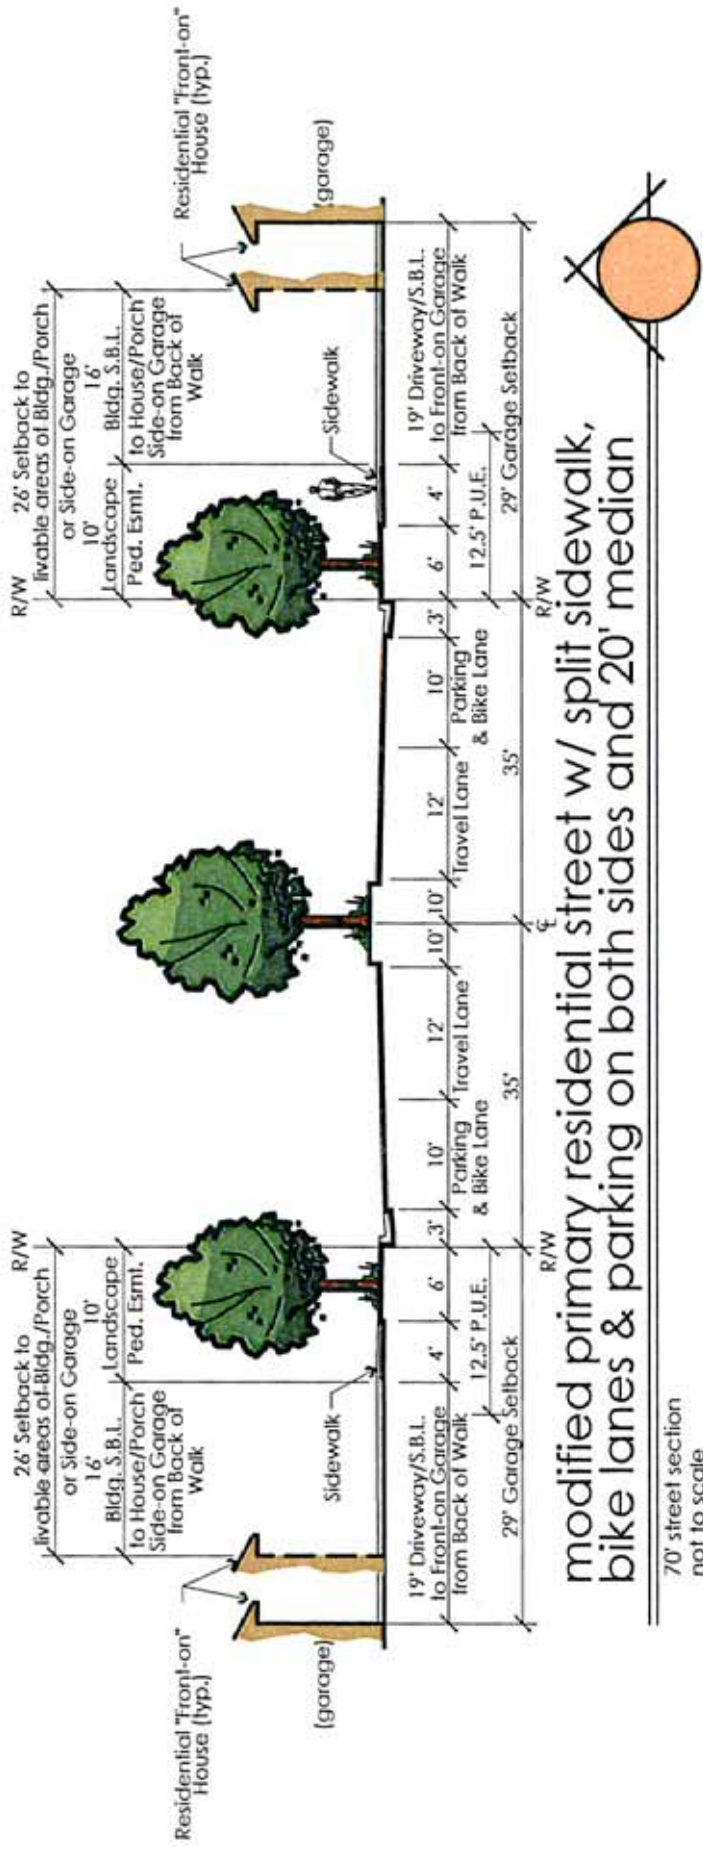 26' Setback to
livable areas of Bldg./Porch
or Side-on Garage
R/W
16'
Bldg. S.B.L.
to House/Porch
Side-on Garage
from Back of
Walk
10'
Landscape
Ped. Esmt.
Residential "Front-on"
House (typ.)
(garage)
Sidewalk
R/W
26' Setback to
livable areas of Bldg./Porch
or Side-on Garage
10'
Landscape
Ped. Esmt.
16'
Bldg. S.B.L.
to House/Porch
Side-on Garage
from Back of
Walk
Residential "Front-on"
House (typ.)
(garage)
Sidewalk
19' Driveway/S.B.L.
to Front-on Garage
from Back of Walk
4'
6'
3'
10'
Parking
& Bike Lane
12'
Travel Lane
10'
10'
12'
Travel Lane
10'
Parking
& Bike Lane
3'
6'
4'
19' Driveway/S.B.L.
to Front-on Garage
from Back of Walk
12.5' P.U.E.
12.5' P.U.E.
29' Garage Setback
35'
35'
29' Garage Setback
R/W
CL
R/W
modified primary residential street w/ split sidewalk,
bike lanes & parking on both sides and 20' median
70' street section
not to scale